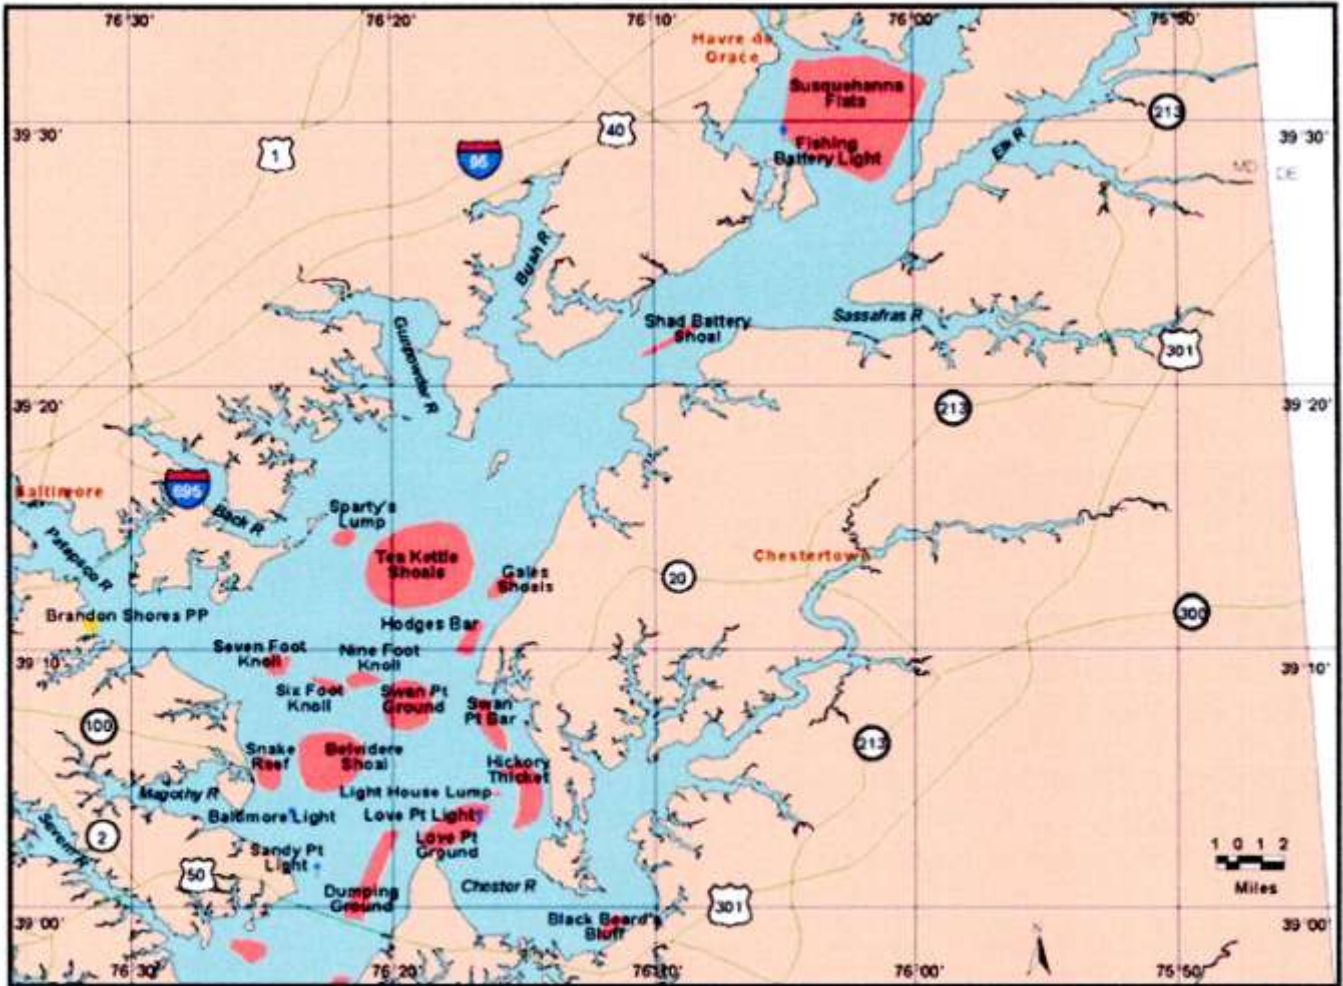 76°30'
76°20'
76°10'
76°00'
75°50'
Havre de
Grace
Susquehanna
Flats
213
39°30'
1
95
40
39°30'
Fishing
Battery Light
Elk R
MD
DE
Bush R
Gunpowder R
Shad Battery
Shoal
Sassafras R
301
39°20'
213
39°20'
695
Baltimore
Back R
Sparty's
Lump
Patapsco R
Tea Kettle
Shoals
Gales
Shoals
Chestertown
20
300
Brandon Shores PP
Hodges Bar
Seven Foot
Knoll
Nine Foot
Knoll
39°10'
39°10'
Six Foot
Knoll
Swan Pt
Ground
Swan
Pt Bar
100
213
Snake
Reef
Belvidere
Shoal
Hickory
Thicket
Magothy R
Light House Lump
Baltimore Light
Love Pt Light
Severn R
2
Love Pt
Ground
Sandy Pt
Light
50
1 0 1 2
Miles
Dumping
Ground
Chester R
301
Black Beard's
Bluff
39°00'
39°00'
N
76°30'
76°20'
76°10'
76°00'
75°50'